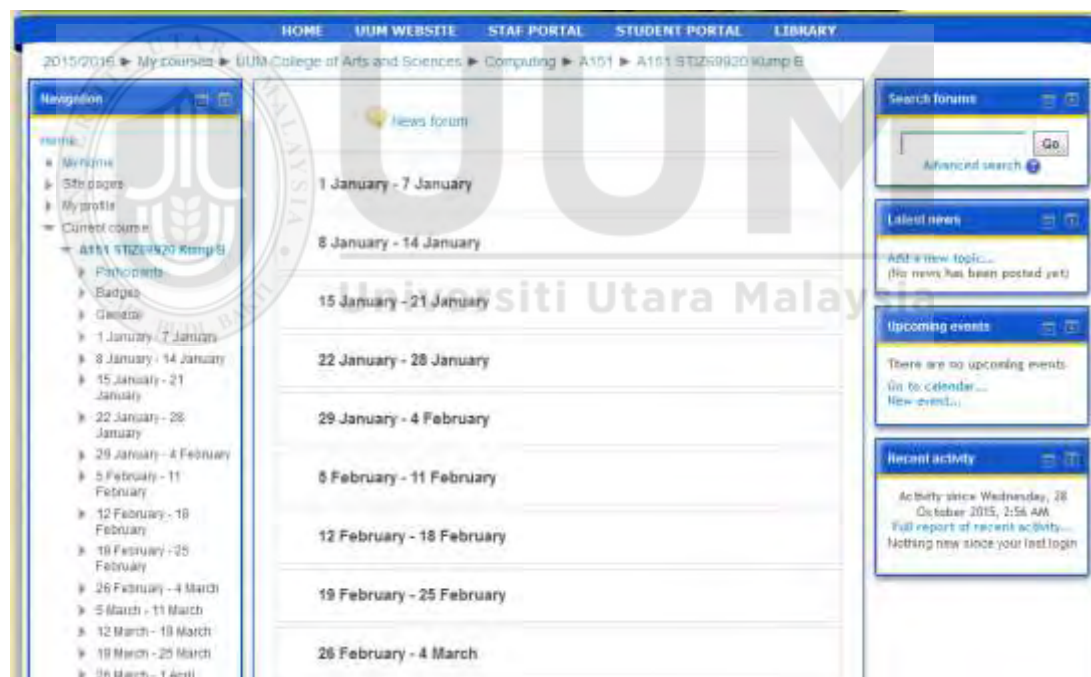 HOME UUM WEBSITE STAF PORTAL STUDENT PORTAL LIBRARY
2015/2016 ► My courses ► UUM College of Arts and Sciences ► Computing ► A151 ► A151 STIZ69920 Kump B
Navigation
Home
My home
Site pages
My profile
Current course
A151 STIZ69920 Kump B
Participants
Badges
General
1 January - 7 January
8 January - 14 January
15 January - 21
January
22 January - 28
January
29 January - 4 February
5 February - 11
February
12 February - 18
February
19 February - 25
February
26 February - 4 March
5 March - 11 March
12 March - 18 March
19 March - 25 March
26 March - 1 April
News forum
1 January - 7 January
8 January - 14 January
15 January - 21 January
22 January - 28 January
29 January - 4 February
5 February - 11 February
12 February - 18 February
19 February - 25 February
26 February - 4 March
Search forums
Go
Advanced search
Latest news
Add a new topic...
(No news has been posted yet)
Upcoming events
There are no upcoming events
Go to calendar...
New event...
Recent activity
Activity since Wednesday, 28
October 2015, 2:56 AM
Full report of recent activity...
Nothing new since your last login
UUM
Universiti Utara Malaysia